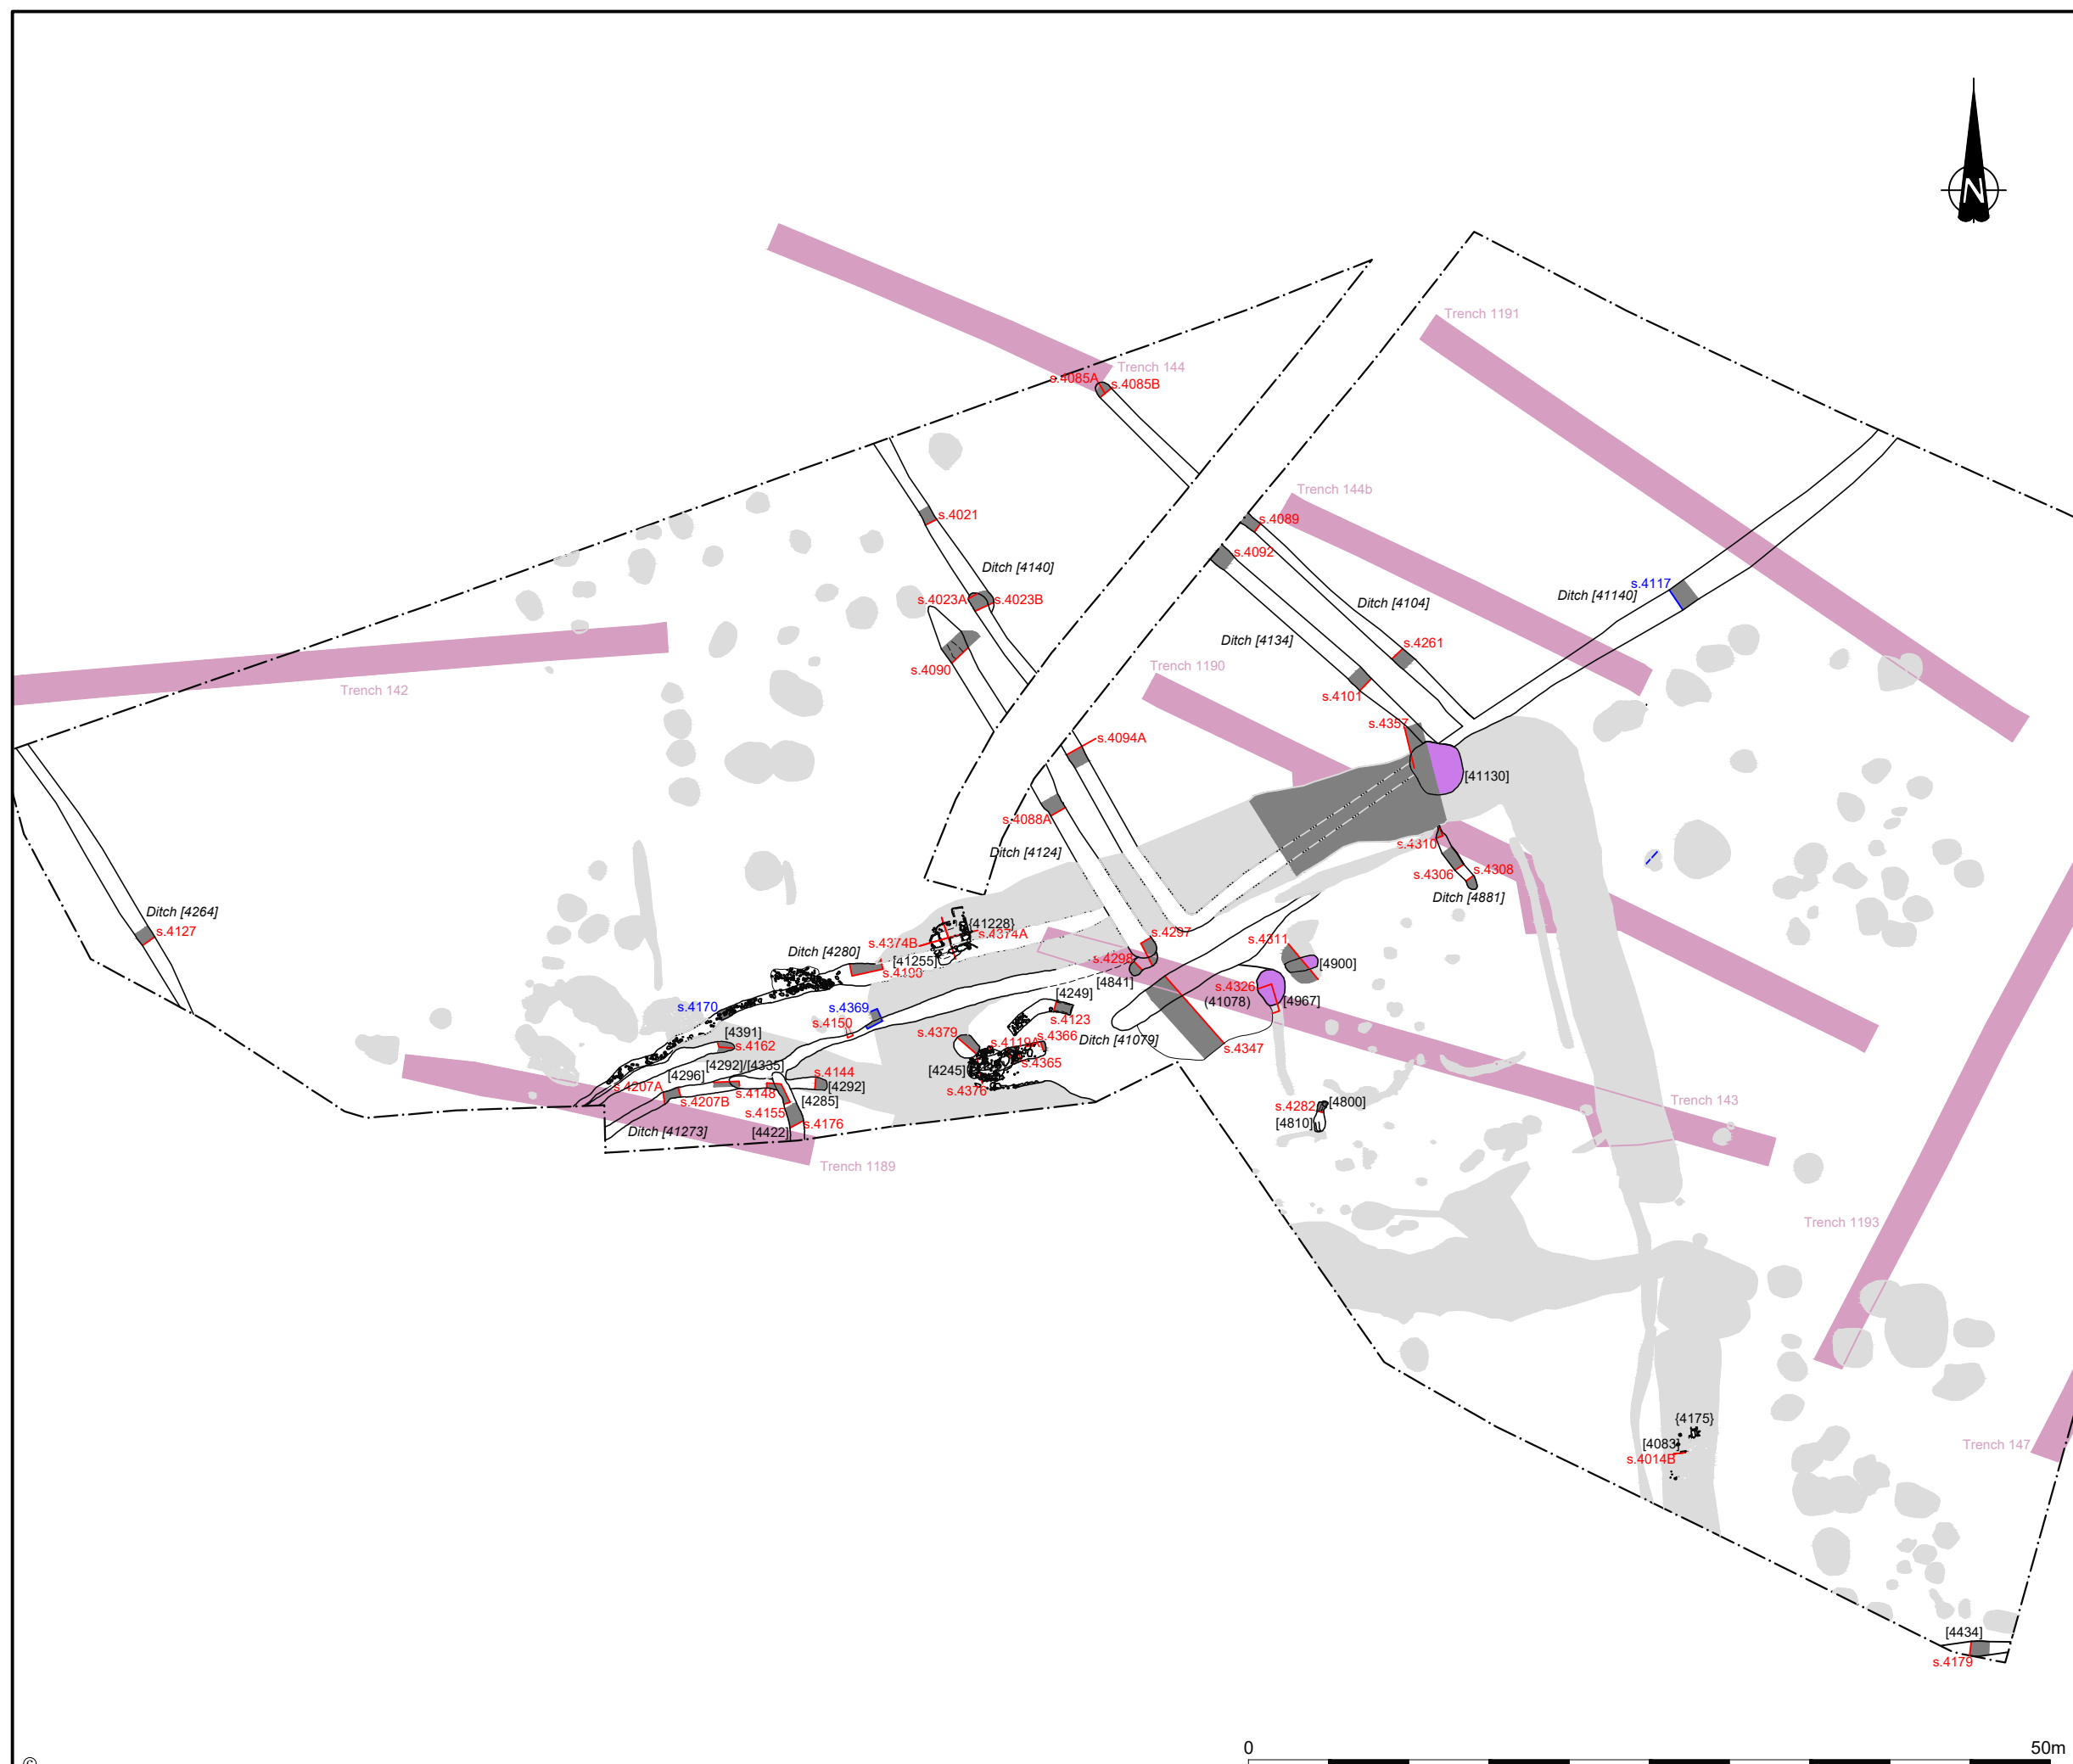 N
Trench 1191
Trench 144
s.4085A
s.4085B
Trench 144b
s.4021
s.4089
s.4092
Ditch [4140]
s.4117
Ditch [41140]
s.4023A
s.4023B
Ditch [4104]
Ditch [4134]
s.4261
s.4090
Trench 1190
Trench 142
s.4101
s.4357
s.4094A
[41130]
s.4088A
s.4310
Ditch [4124]
s.4306
s.4308
Ditch [4881]
Ditch [4264]
s.4127
{41228}
s.4374B
s.4374A
s.4297
s.4311
Ditch [4280]
[41255]
s.4298
[4900]
[4841]
s.4326
(41078)
[4967]
s.4170
s.4369
[4249]
s.4150
s.4123
[4391]
s.4162
s.4379
s.4119A
s.4366
Ditch [41079]
s.4347
[4292]/[4335]
[4296]
s.4365
[4245]
s.4144
[4292]
s.4207A
s.4376
s.4207B
s.4148
[4285]
s.4155
s.4176
s.4282
[4800]
[4810]
Trench 143
Ditch [41273]
[4422]
Trench 1189
Trench 1193
{4175}
[4083]
s.4014B
Trench 147
[4434]
s.4179
0
50m
©